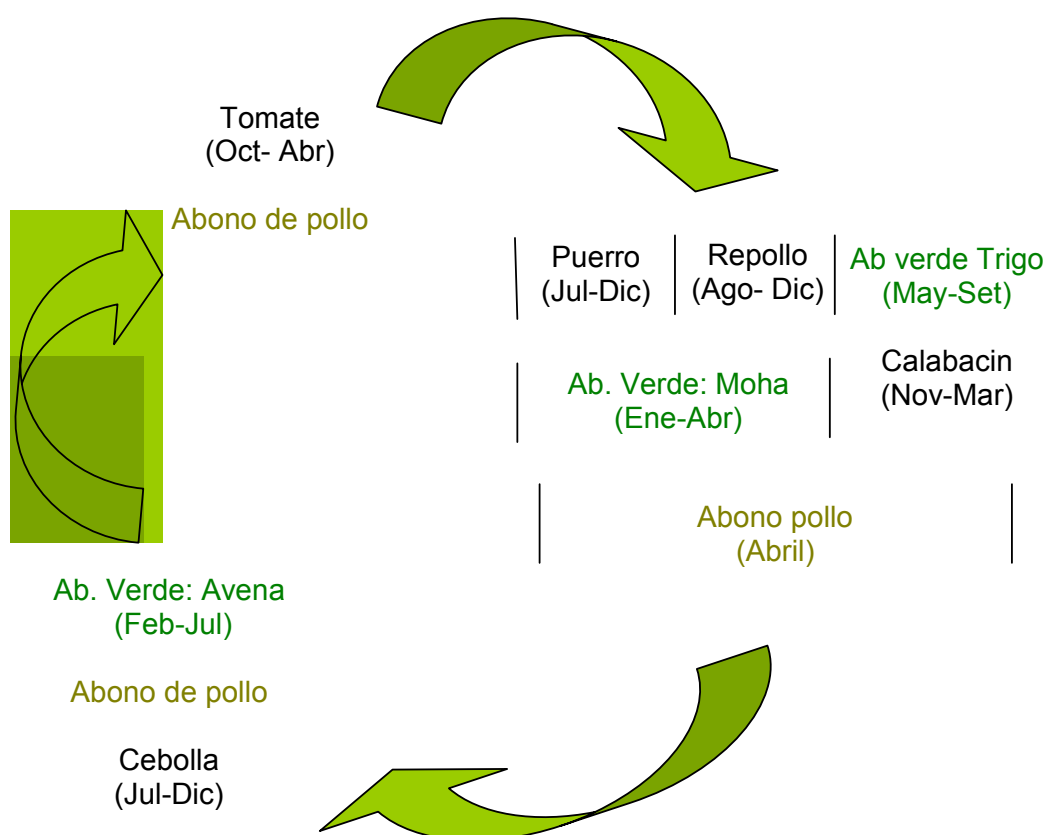 Tomate
(Oct- Abr)
Abono de pollo
Puerro
(Jul-Dic)
Repollo
(Ago- Dic)
Ab verde Trigo
(May-Set)
Ab. Verde: Moha
(Ene-Abr)
Calabacin
(Nov-Mar)
Abono pollo
(Abril)
Ab. Verde: Avena
(Feb-Jul)
Abono de pollo
Cebolla
(Jul-Dic)